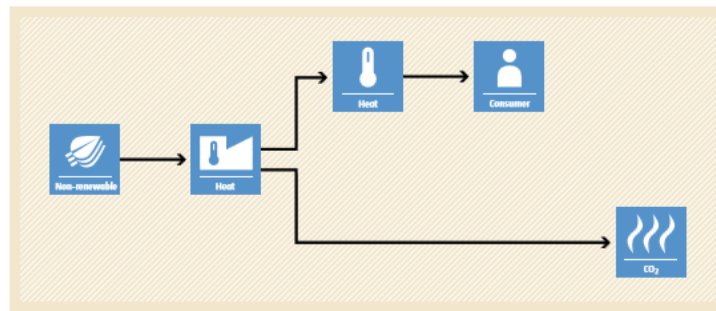 Heat
Consumer
Non-renewable
Heat
CO₂